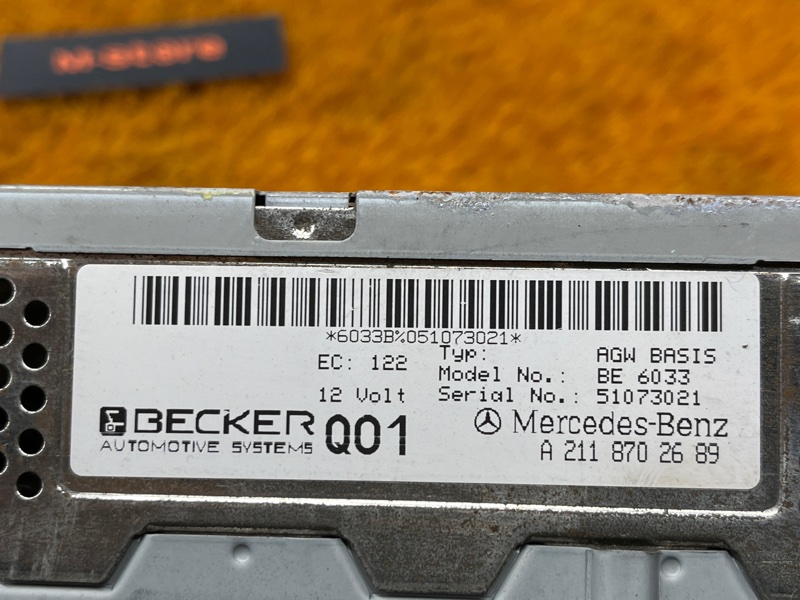 M-Store
*6033B%051073021*
EC: 122
Typ: AGW BASIS
Model No.: BE 6033
12 Volt
Serial No.: 51073021
BECKER
AUTOMOTIVE SYSTEMS
Q01
Mercedes-Benz
A 211 870 26 89